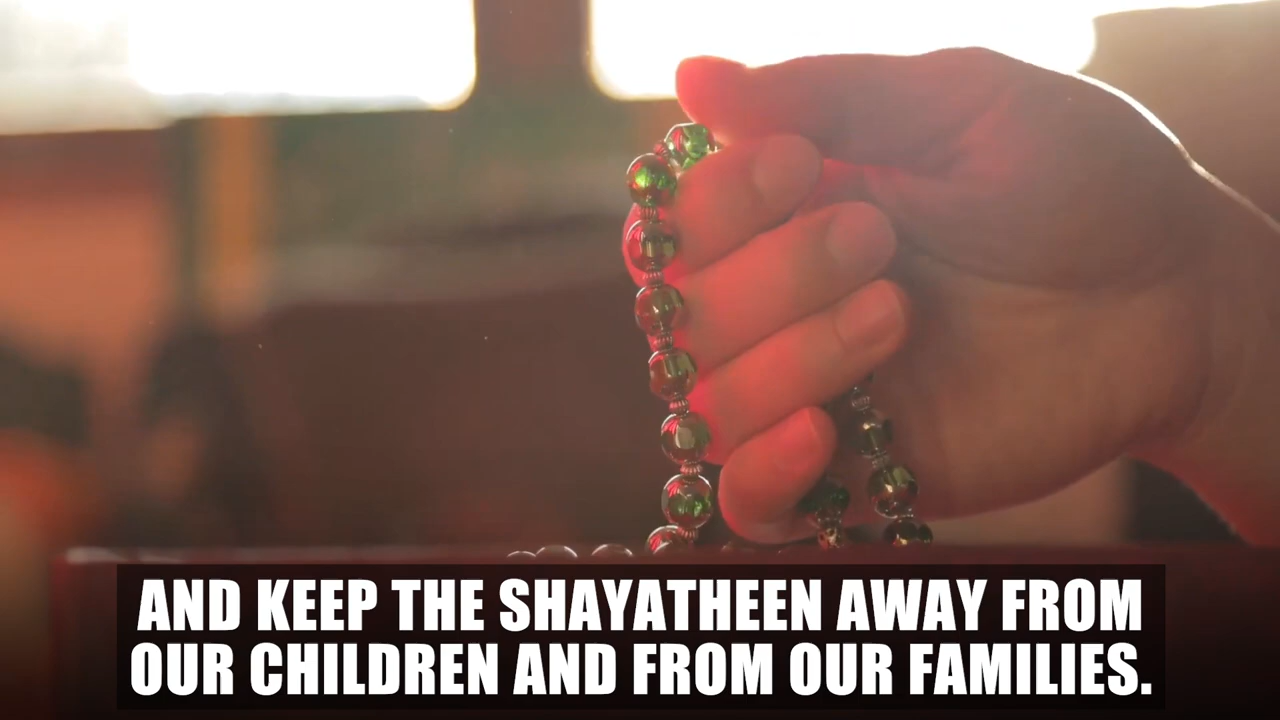 AND KEEP THE SHAYATHEEN AWAY FROM
OUR CHILDREN AND FROM OUR FAMILIES.